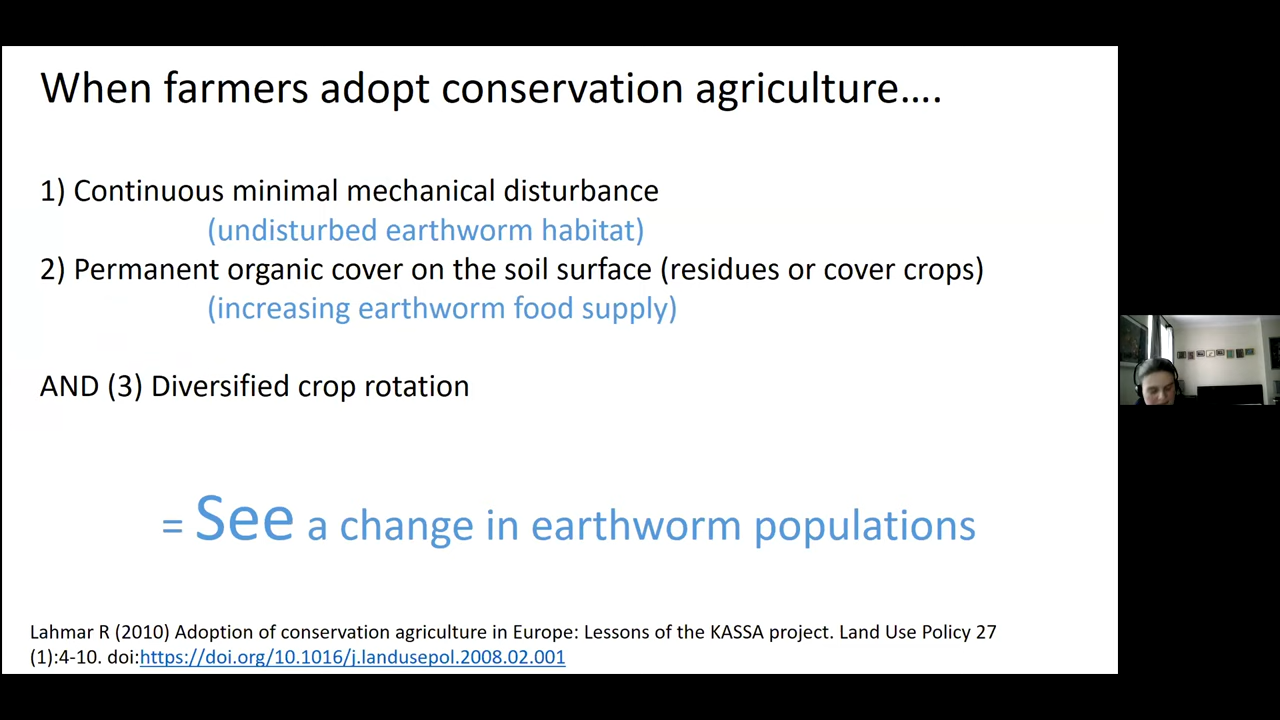 When farmers adopt conservation agriculture….
1) Continuous minimal mechanical disturbance
(undisturbed earthworm habitat)
2) Permanent organic cover on the soil surface (residues or cover crops)
(increasing earthworm food supply)
AND (3) Diversified crop rotation
= See a change in earthworm populations
Lahmar R (2010) Adoption of conservation agriculture in Europe: Lessons of the KASSA project. Land Use Policy 27
(1):4-10. doi:https://doi.org/10.1016/j.landusepol.2008.02.001